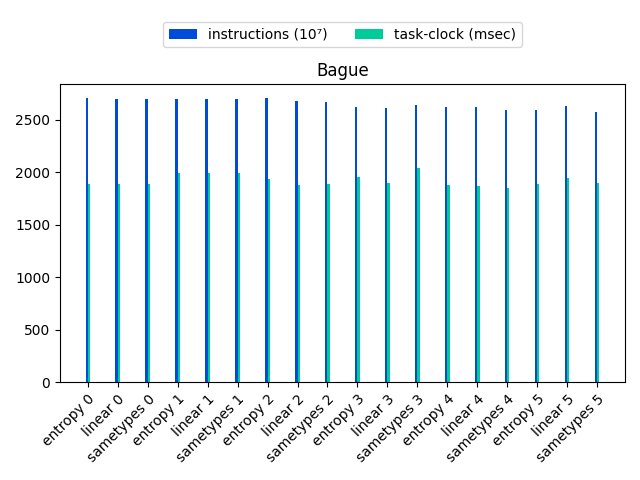 instructions (10⁷)
task-clock (msec)
Bague
2500
2000
1500
1000
500
0
entropy 0
linear 0
sametypes 0
entropy 1
linear 1
sametypes 1
entropy 2
linear 2
sametypes 2
entropy 3
linear 3
sametypes 3
entropy 4
linear 4
sametypes 4
entropy 5
linear 5
sametypes 5